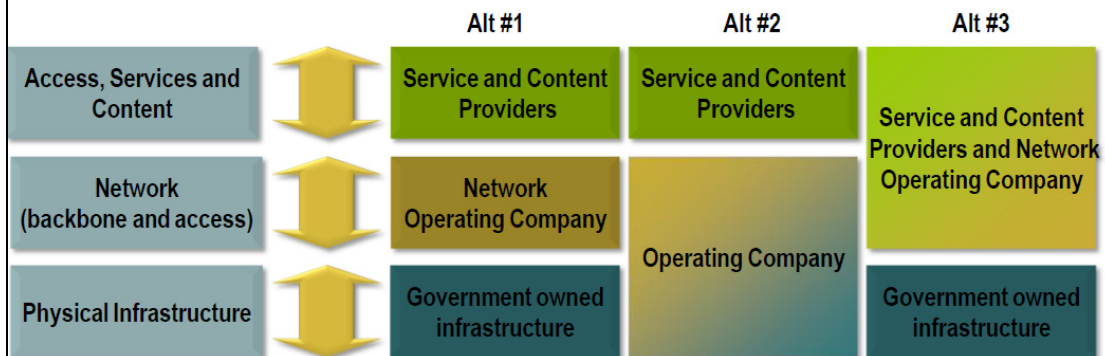 Alt #1
Alt #2
Alt #3
Access, Services and
Content
Service and Content
Providers
Service and Content
Providers
Service and Content
Providers and Network
Operating Company
Network
(backbone and access)
Network
Operating Company
Operating Company
Physical Infrastructure
Government owned
infrastructure
Government owned
infrastructure